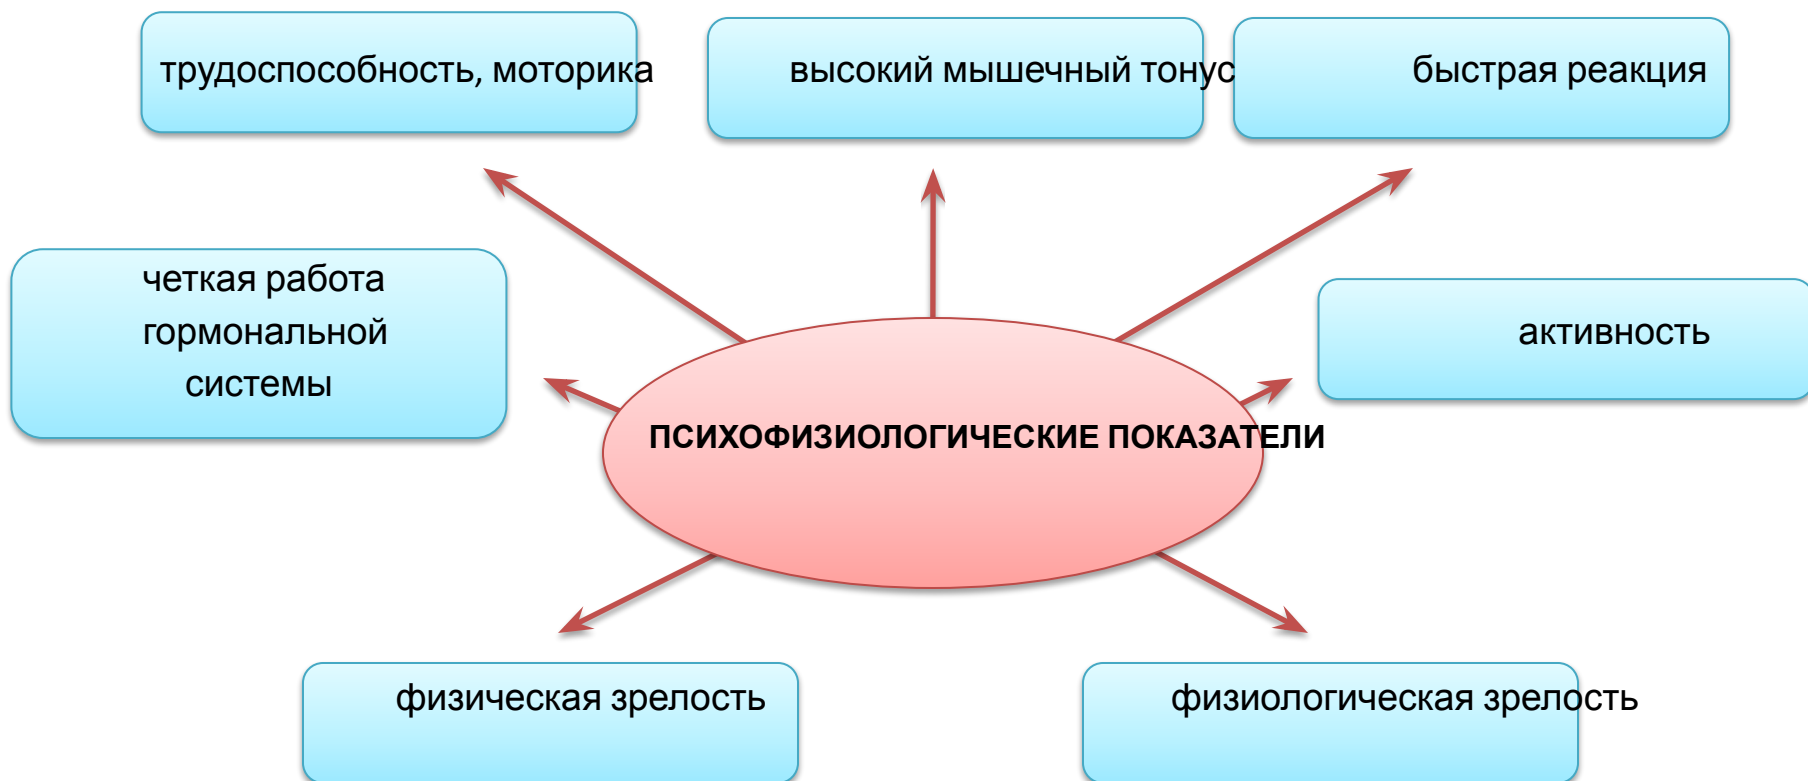 трудоспособность, моторика
высокий мышечный тонус
быстрая реакция
четкая работа
гормональной
системы
активность
ПСИХОФИЗИОЛОГИЧЕСКИЕ ПОКАЗАТЕЛИ
физическая зрелость
физиологическая зрелость